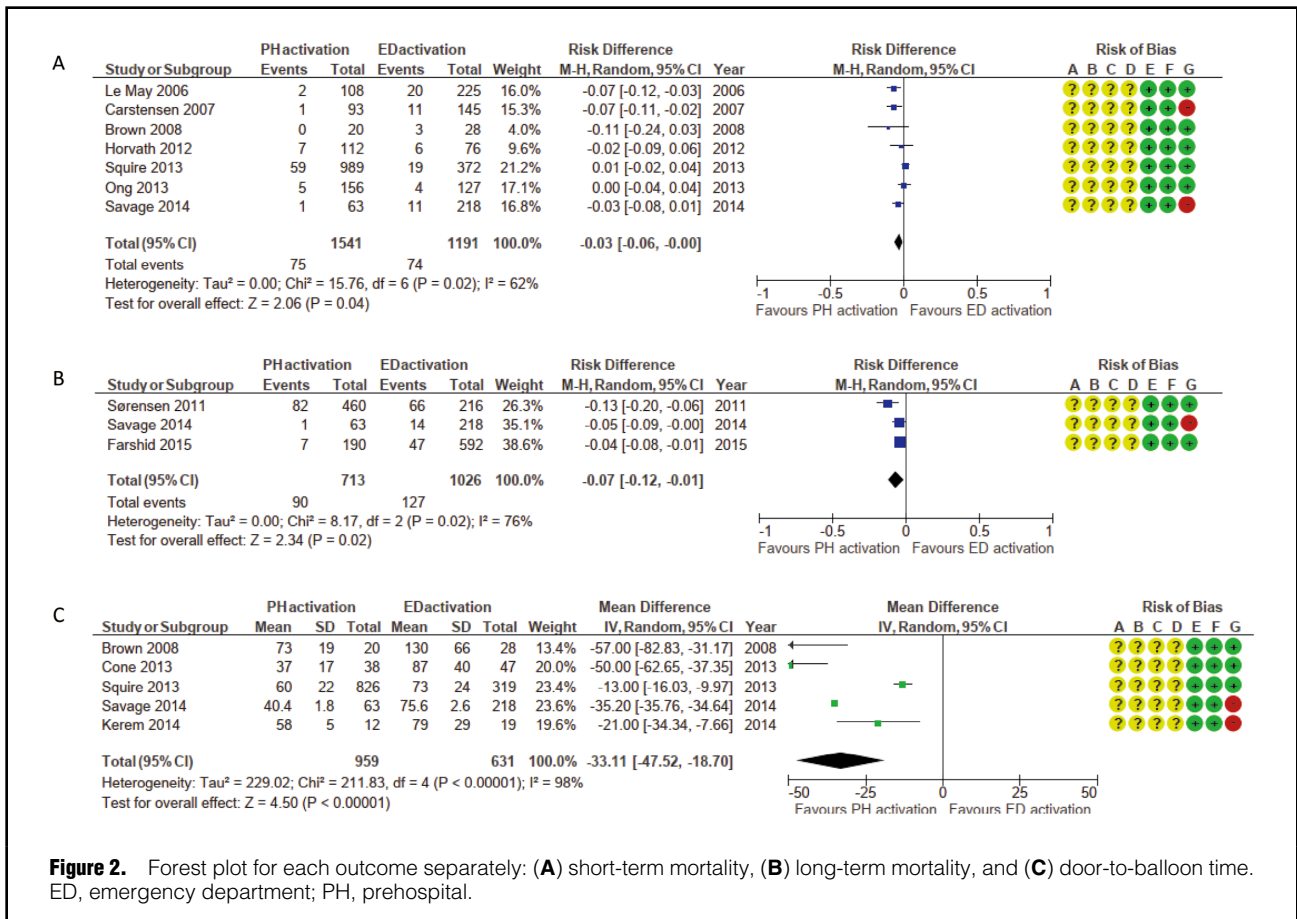 A
PH activation ED activation Risk Difference Risk Difference Risk of Bias
Study or Subgroup Events Total Events Total Weight M-H, Random, 95% CI Year M-H, Random, 95% CI A B C D E F G
Le May 2006 2 108 20 225 16.0% -0.07 [-0.12, -0.03] 2006 ? ? ? ? + + +
Carstensen 2007 1 93 11 145 15.3% -0.07 [-0.11, -0.02] 2007 ? ? ? ? + + -
Brown 2008 0 20 3 28 4.0% -0.11 [-0.24, 0.03] 2008 ? ? ? ? + + +
Horvath 2012 7 112 6 76 9.6% -0.02 [-0.09, 0.06] 2012 ? ? ? ? + + +
Squire 2013 59 989 19 372 21.2% 0.01 [-0.02, 0.04] 2013 ? ? ? ? + + +
Ong 2013 5 156 4 127 17.1% 0.00 [-0.04, 0.04] 2013 ? ? ? ? + + +
Savage 2014 1 63 11 218 16.8% -0.03 [-0.08, 0.01] 2014 ? ? ? ? + + -
Total (95% CI) 1541 1191 100.0% -0.03 [-0.06, -0.00]
Total events 75 74
Heterogeneity: Tau² = 0.00; Chi² = 15.76, df = 6 (P = 0.02); I² = 62%
Test for overall effect: Z = 2.06 (P = 0.04)
-1 -0.5 0 0.5 1
Favours PH activation Favours ED activation
B
PH activation ED activation Risk Difference Risk Difference Risk of Bias
Study or Subgroup Events Total Events Total Weight M-H, Random, 95% CI Year M-H, Random, 95% CI A B C D E F G
Sørensen 2011 82 460 66 216 26.3% -0.13 [-0.20, -0.06] 2011 ? ? ? ? + + +
Savage 2014 1 63 14 218 35.1% -0.05 [-0.09, -0.00] 2014 ? ? ? ? + + -
Farshid 2015 7 190 47 592 38.6% -0.04 [-0.08, -0.01] 2015 ? ? ? ? + + +
Total (95% CI) 713 1026 100.0% -0.07 [-0.12, -0.01]
Total events 90 127
Heterogeneity: Tau² = 0.00; Chi² = 8.17, df = 2 (P = 0.02); I² = 76%
Test for overall effect: Z = 2.34 (P = 0.02)
-1 -0.5 0 0.5 1
Favours PH activation Favours ED activation
C
PH activation ED activation Mean Difference Mean Difference Risk of Bias
Study or Subgroup Mean SD Total Mean SD Total Weight IV, Random, 95% CI Year IV, Random, 95% CI A B C D E F G
Brown 2008 73 19 20 130 66 28 13.4% -57.00 [-82.83, -31.17] 2008 ? ? ? ? + + +
Cone 2013 37 17 38 87 40 47 20.0% -50.00 [-62.65, -37.35] 2013 ? ? ? ? + + +
Squire 2013 60 22 826 73 24 319 23.4% -13.00 [-16.03, -9.97] 2013 ? ? ? ? + + +
Savage 2014 40.4 1.8 63 75.6 2.6 218 23.6% -35.20 [-35.76, -34.64] 2014 ? ? ? ? + + -
Kerem 2014 58 5 12 79 29 19 19.6% -21.00 [-34.34, -7.66] 2014 ? ? ? ? + + -
Total (95% CI) 959 631 100.0% -33.11 [-47.52, -18.70]
Heterogeneity: Tau² = 229.02; Chi² = 211.83, df = 4 (P < 0.00001); I² = 98%
Test for overall effect: Z = 4.50 (P < 0.00001)
-50 -25 0 25 50
Favours PH activation Favours ED activation
Figure 2. Forest plot for each outcome separately: (A) short-term mortality, (B) long-term mortality, and (C) door-to-balloon time.
ED, emergency department; PH, prehospital.